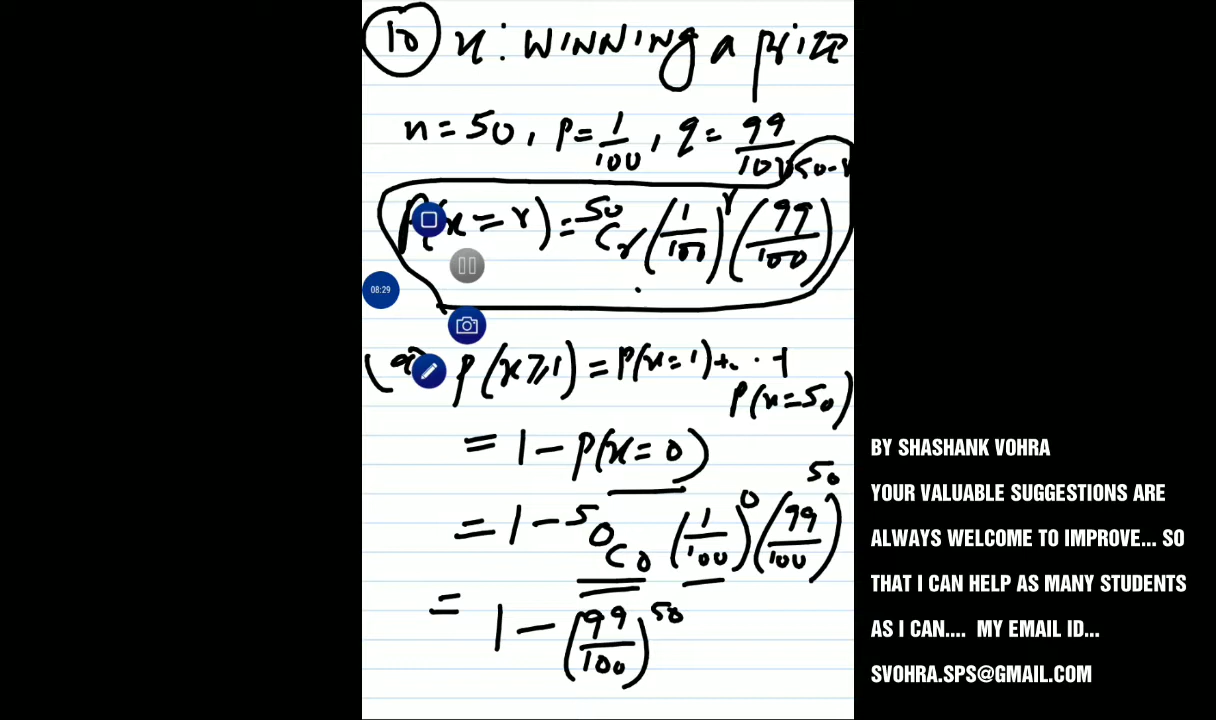 10 x: WINNING a prize
n = 50, p = 1/100, q = 99/100
P(x = r) = 50Cr (1/100)^r (99/100)^50-r
08:29
(a) P(x ≥ 1) = P(x = 1) + .. +
P(x = 50)
= 1 - P(x = 0)
= 1 - 50C0 (1/100)^0 (99/100)^50
= 1 - (99/100)^50
BY SHASHANK VOHRA
YOUR VALUABLE SUGGESTIONS ARE
ALWAYS WELCOME TO IMPROVE... SO
THAT I CAN HELP AS MANY STUDENTS
AS I CAN.... MY EMAIL ID...
SVOHRA.SPS@GMAIL.COM